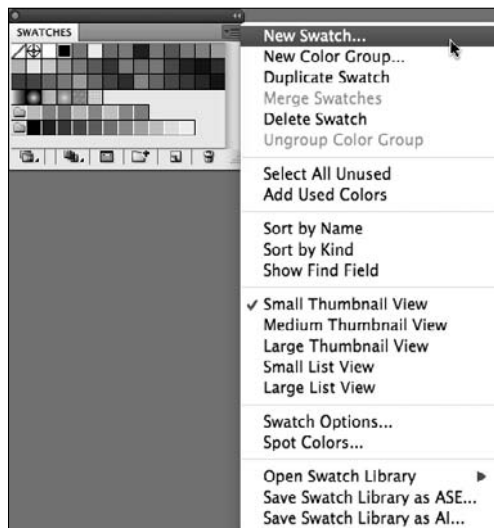 SWATCHES
New Swatch...
New Color Group...
Duplicate Swatch
Merge Swatches
Delete Swatch
Ungroup Color Group
Select All Unused
Add Used Colors
Sort by Name
Sort by Kind
Show Find Field
Small Thumbnail View
Medium Thumbnail View
Large Thumbnail View
Small List View
Large List View
Swatch Options...
Spot Colors...
Open Swatch Library
Save Swatch Library as ASE...
Save Swatch Library as AI...